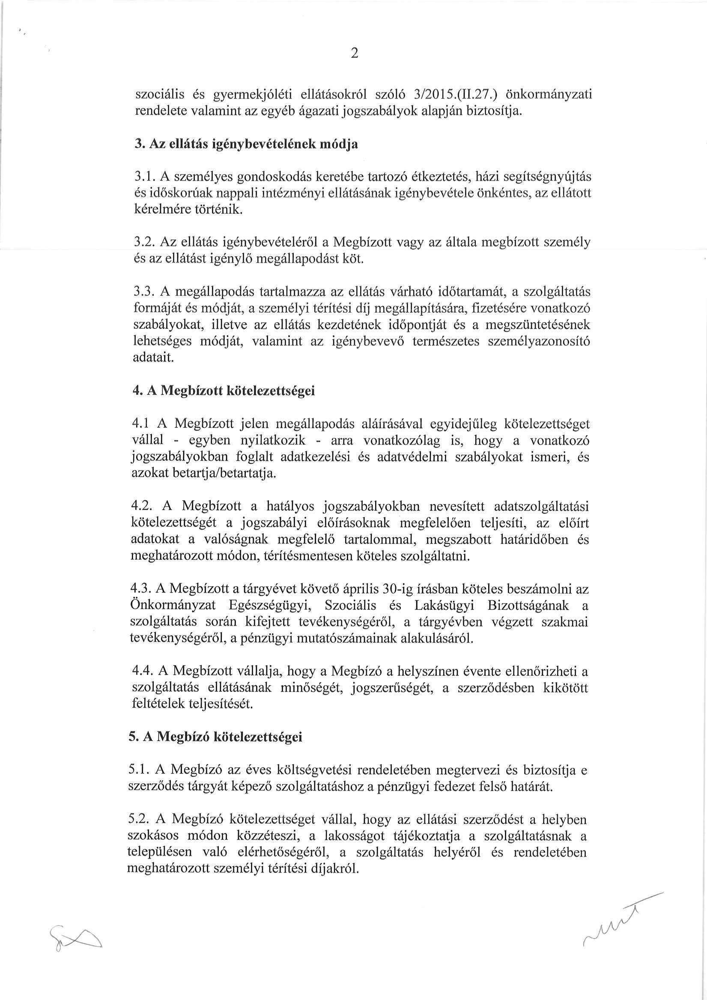 2
szociális és gyermekjóléti ellátásokról szóló 3/2015.(II.27.) önkormányzati
rendelete valamint az egyéb ágazati jogszabályok alapján biztosítja.
3. Az ellátás igénybevételének módja
3.1. A személyes gondoskodás keretébe tartozó étkeztetés, házi segítségnyújtás
és időskorúak nappali intézményi ellátásának igénybevétele önkéntes, az ellátott
kérelmére történik.
3.2. Az ellátás igénybevételéről a Megbízott vagy az általa megbízott személy
és az ellátást igénylő megállapodást köt.
3.3. A megállapodás tartalmazza az ellátás várható időtartamát, a szolgáltatás
formáját és módját, a személyi térítési díj megállapítására, fizetésére vonatkozó
szabályokat, illetve az ellátás kezdetének időpontját és a megszüntetésének
lehetséges módját, valamint az igénybevevő természetes személyazonosító
adatait.
4. A Megbízott kötelezettségei
4.1 A Megbízott jelen megállapodás aláírásával egyidejűleg kötelezettséget
vállal - egyben nyilatkozik - arra vonatkozólag is, hogy a vonatkozó
jogszabályokban foglalt adatkezelési és adatvédelmi szabályokat ismeri, és
azokat betartja/betartatja.
4.2. A Megbízott a hatályos jogszabályokban nevesített adatszolgáltatási
kötelezettségét a jogszabályi előírásoknak megfelelően teljesíti, az előírt
adatokat a valóságnak megfelelő tartalommal, megszabott határidőben és
meghatározott módon, térítésmentesen köteles szolgáltatni.
4.3. A Megbízott a tárgyévet követő április 30-ig írásban köteles beszámolni az
Önkormányzat Egészségügyi, Szociális és Lakásügyi Bizottságának a
szolgáltatás során kifejtett tevékenységéről, a tárgyévben végzett szakmai
tevékenységéről, a pénzügyi mutatószámainak alakulásáról.
4.4. A Megbízott vállalja, hogy a Megbízó a helyszínen évente ellenőrizheti a
szolgáltatás ellátásának minőségét, jogszerűségét, a szerződésben kikötött
feltételek teljesítését.
5. A Megbízó kötelezettségei
5.1. A Megbízó az éves költségvetési rendeletében megtervezi és biztosítja e
szerződés tárgyát képező szolgáltatáshoz a pénzügyi fedezet felső határát.
5.2. A Megbízó kötelezettséget vállal, hogy az ellátási szerződést a helyben
szokásos módon közzéteszi, a lakosságot tájékoztatja a szolgáltatásnak a
településen való elérhetőségéről, a szolgáltatás helyéről és rendeletében
meghatározott személyi térítési díjakról.